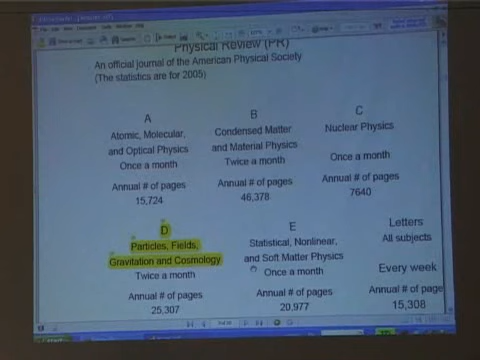 Physical Review (PR)
An official journal of the American Physical Society
(The statistics are for 2005)
A
Atomic, Molecular,
and Optical Physics
Once a month
Annual # of pages
15,724
B
Condensed Matter
and Material Physics
Twice a month
Annual # of pages
46,378
C
Nuclear Physics
Once a month
Annual # of pages
7640
D
Particles, Fields,
Gravitation and Cosmology
Twice a month
Annual # of pages
25,307
E
Statistical, Nonlinear,
and Soft Matter Physics
Once a month
Annual # of pages
20,977
Letters
All subjects
Every week
Annual # of page
15,308